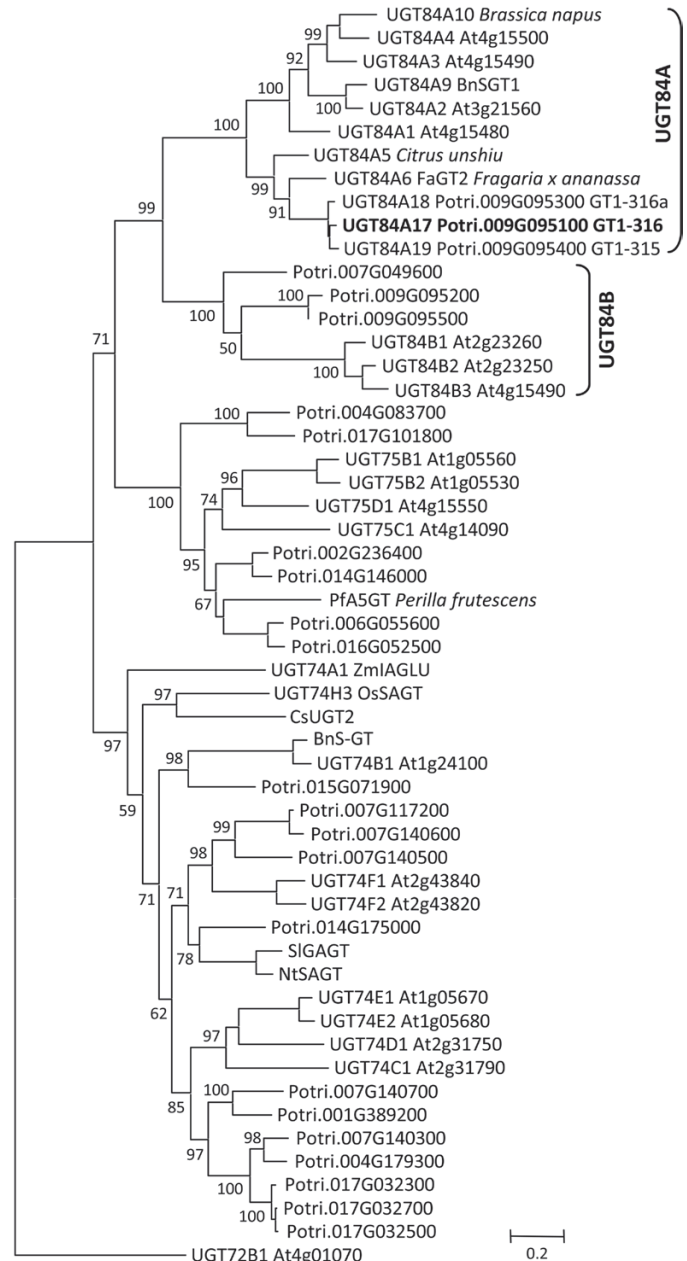 UGT84A10 Brassica napus
99
UGT84A4 At4g15500
92
UGT84A3 At4g15490
UGT84A9 BnSGT1
100
100
UGT84A2 At3g21560
100
UGT84A1 At4g15480
UGT84A
UGT84A5 Citrus unshiu
99
UGT84A6 FaGT2 Fragaria x ananassa
91
UGT84A18 Potri.009G095300 GT1-316a
99
UGT84A17 Potri.009G095100 GT1-316
UGT84A19 Potri.009G095400 GT1-315
Potri.007G049600
100
Potri.009G095200
100
Potri.009G095500
UGT84B
71
50
UGT84B1 At2g23260
100
UGT84B2 At2g23250
UGT84B3 At4g15490
100
Potri.004G083700
Potri.017G101800
UGT75B1 At1g05560
96
UGT75B2 At1g05530
100
74
UGT75D1 At4g15550
UGT75C1 At4g14090
95
Potri.002G236400
Potri.014G146000
67
PfA5GT Perilla frutescens
Potri.006G055600
Potri.016G052500
UGT74A1 ZmIAGLU
97
UGT74H3 OsSAGT
CsUGT2
97
BnS-GT
98
UGT74B1 At1g24100
Potri.015G071900
59
Potri.007G117200
99
Potri.007G140600
98
Potri.007G140500
71
71
UGT74F1 At2g43840
UGT74F2 At2g43820
Potri.014G175000
78
SlGAGT
NtSAGT
62
UGT74E1 At1g05670
97
UGT74E2 At1g05680
UGT74D1 At2g31750
UGT74C1 At2g31790
85
100
Potri.007G140700
Potri.001G389200
97
98
Potri.007G140300
Potri.004G179300
100
Potri.017G032300
100
Potri.017G032700
Potri.017G032500
UGT72B1 At4g01070
0.2